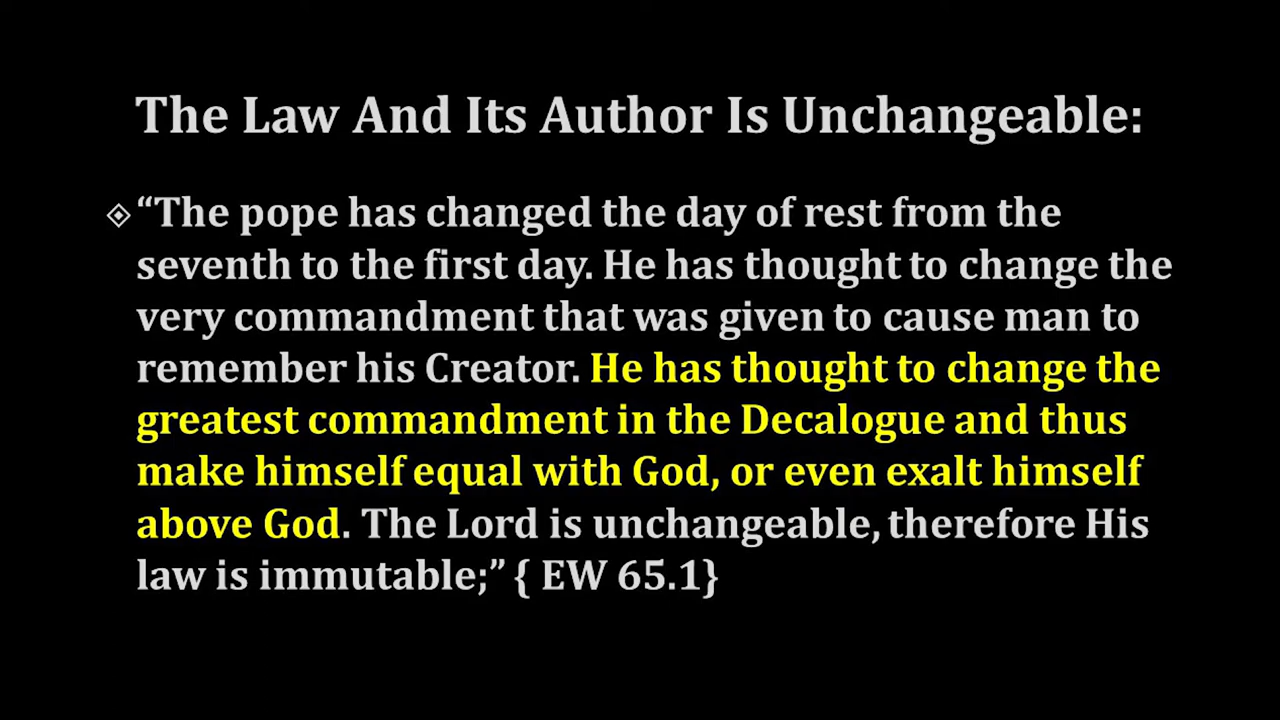 The Law And Its Author Is Unchangeable:
“The pope has changed the day of rest from the
seventh to the first day. He has thought to change the
very commandment that was given to cause man to
remember his Creator. He has thought to change the
greatest commandment in the Decalogue and thus
make himself equal with God, or even exalt himself
above God. The Lord is unchangeable, therefore His
law is immutable;” { EW 65.1}